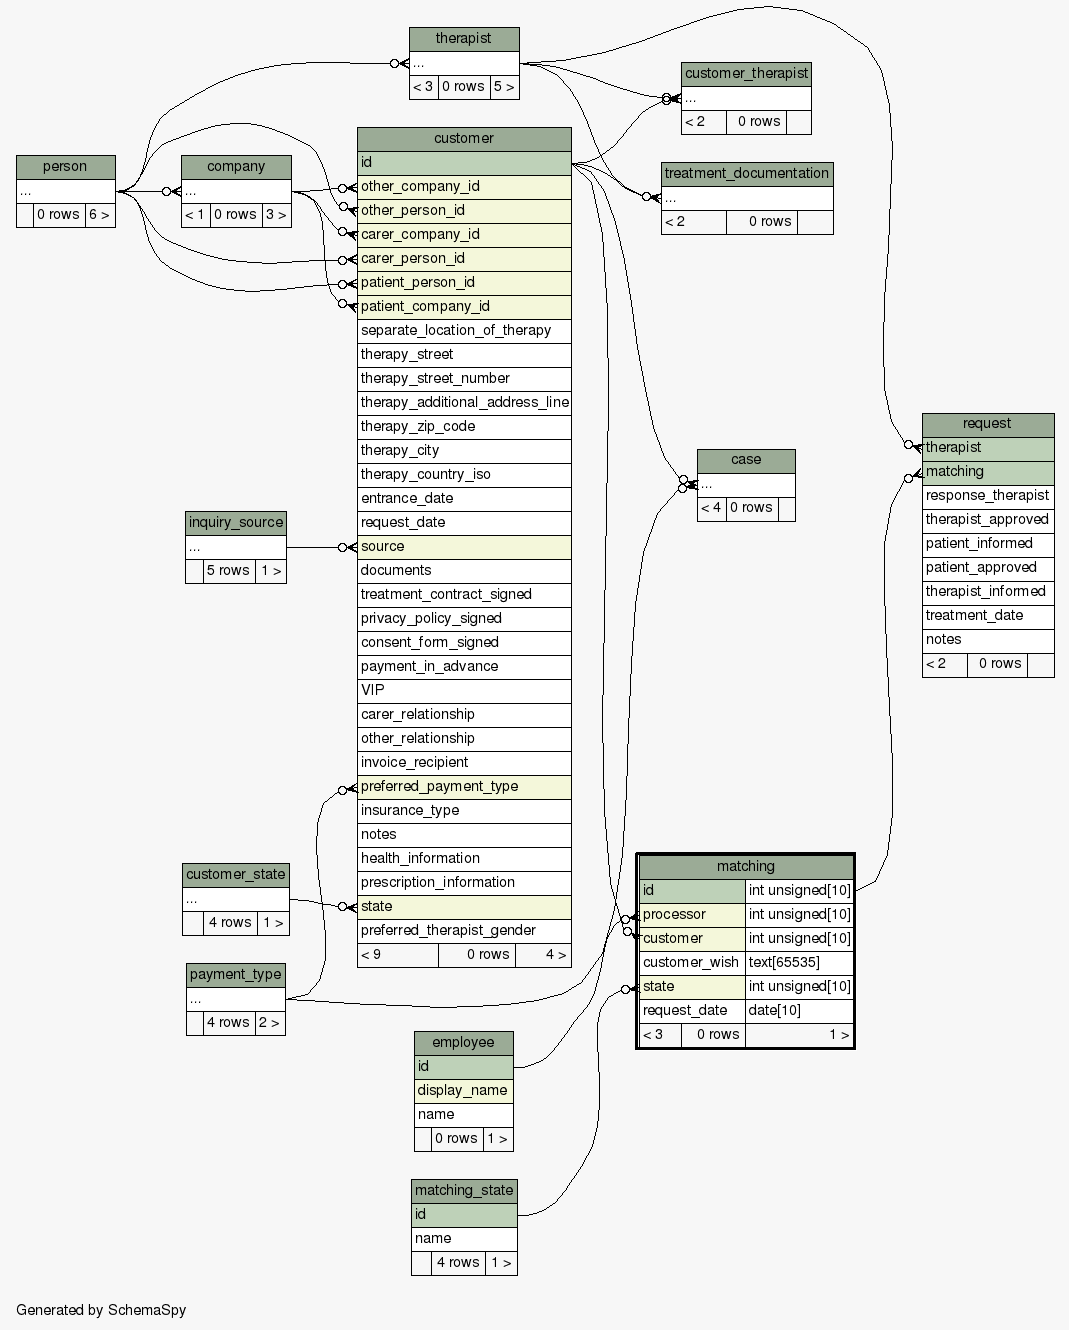 therapist
...
< 3 0 rows 5 >
customer_therapist
...
< 2 0 rows
person
...
0 rows 6 >
company
...
< 1 0 rows 3 >
treatment_documentation
...
< 2 0 rows
customer
id
other_company_id
other_person_id
carer_company_id
carer_person_id
patient_person_id
patient_company_id
separate_location_of_therapy
therapy_street
therapy_street_number
therapy_additional_address_line
therapy_zip_code
therapy_city
therapy_country_iso
entrance_date
request_date
source
documents
treatment_contract_signed
privacy_policy_signed
consent_form_signed
payment_in_advance
VIP
carer_relationship
other_relationship
invoice_recipient
preferred_payment_type
insurance_type
notes
health_information
prescription_information
state
preferred_therapist_gender
< 9 0 rows 4 >
request
therapist
matching
response_therapist
therapist_approved
patient_informed
patient_approved
therapist_informed
treatment_date
notes
< 2 0 rows
case
...
< 4 0 rows
inquiry_source
...
5 rows 1 >
customer_state
...
4 rows 1 >
payment_type
...
4 rows 2 >
matching
id int unsigned[10]
processor int unsigned[10]
customer int unsigned[10]
customer_wish text[65535]
state int unsigned[10]
request_date date[10]
< 3 0 rows 1 >
employee
id
display_name
name
0 rows 1 >
matching_state
id
name
4 rows 1 >
Generated by SchemaSpy